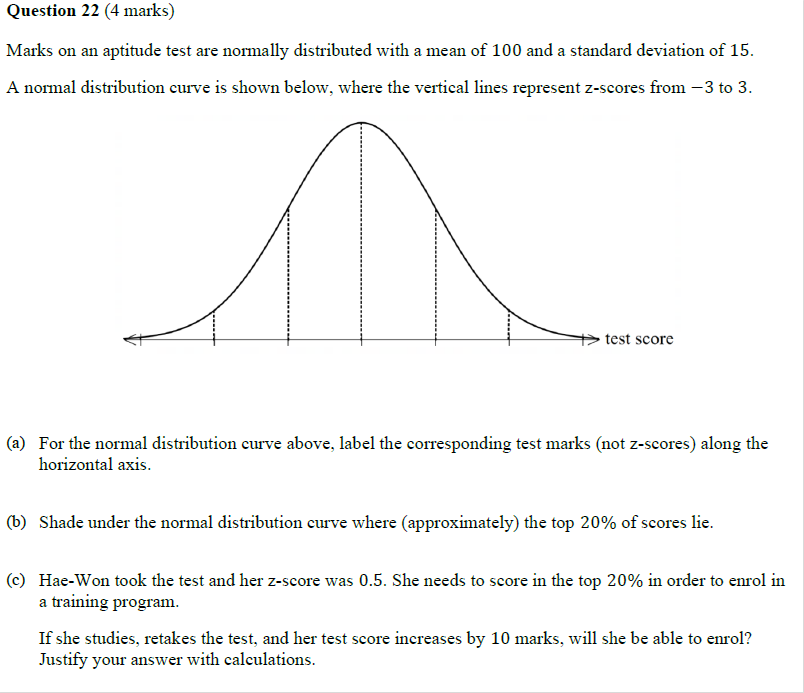 Question 22 (4 marks)
Marks on an aptitude test are normally distributed with a mean of 100 and a standard deviation of 15.
A normal distribution curve is shown below, where the vertical lines represent z-scores from −3 to 3.
test score
(a) For the normal distribution curve above, label the corresponding test marks (not z-scores) along the
horizontal axis.
(b) Shade under the normal distribution curve where (approximately) the top 20% of scores lie.
(c) Hae-Won took the test and her z-score was 0.5. She needs to score in the top 20% in order to enrol in
a training program.
If she studies, retakes the test, and her test score increases by 10 marks, will she be able to enrol?
Justify your answer with calculations.